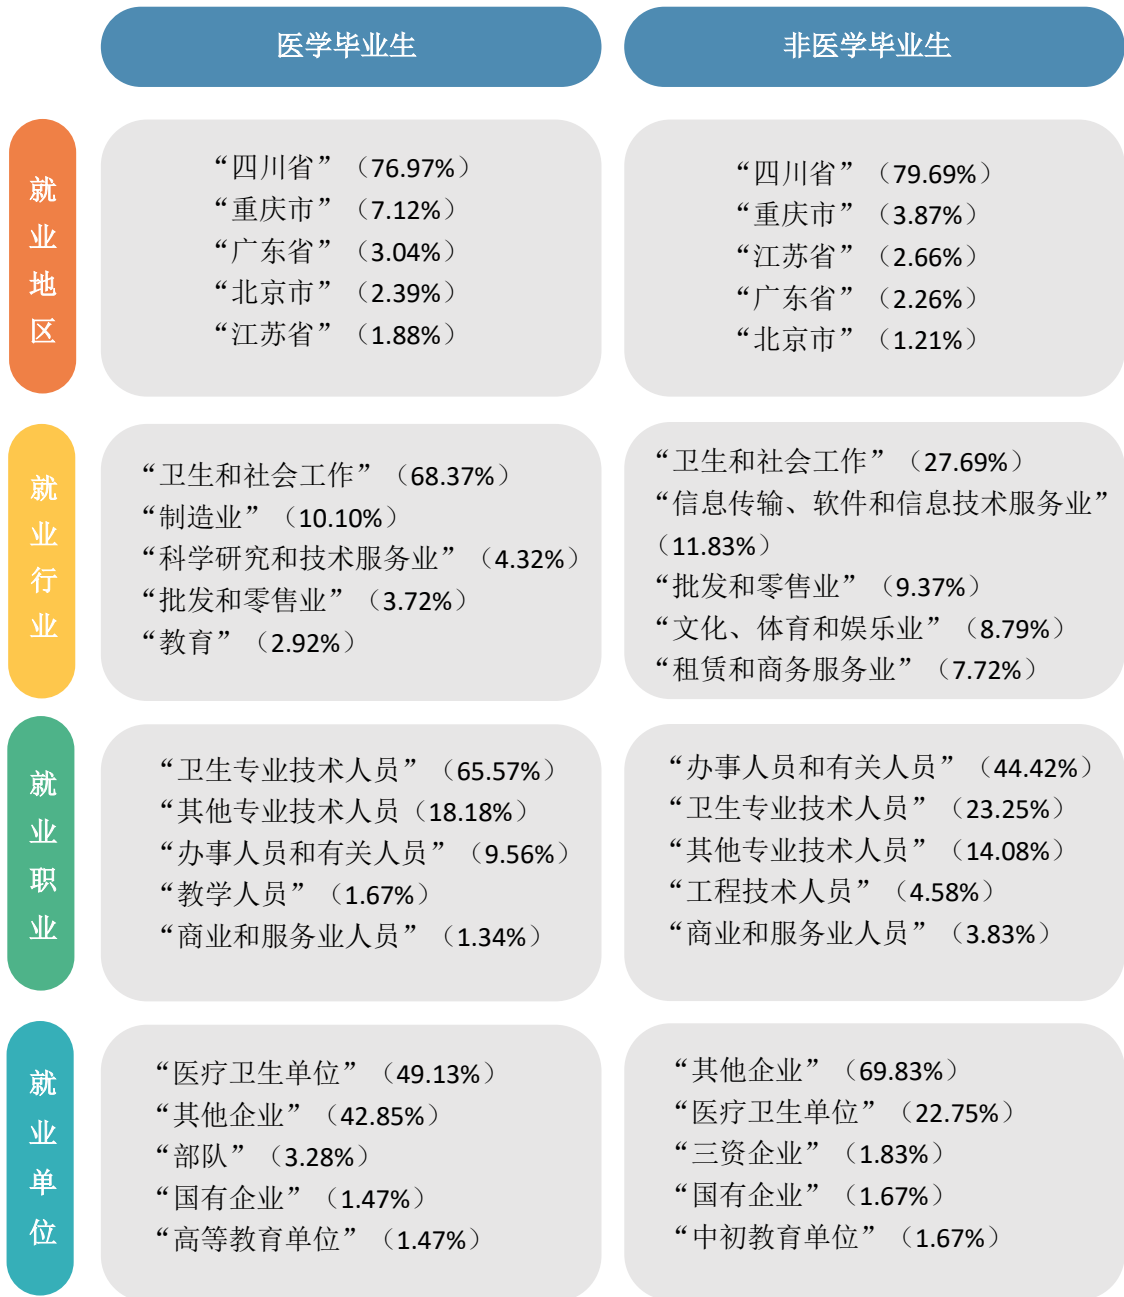 医学毕业生
非医学毕业生
就业地区
“四川省”（76.97%）
“重庆市”（7.12%）
“广东省”（3.04%）
“北京市”（2.39%）
“江苏省”（1.88%）
“四川省”（79.69%）
“重庆市”（3.87%）
“江苏省”（2.66%）
“广东省”（2.26%）
“北京市”（1.21%）
就业行业
“卫生和社会工作”（68.37%）
“制造业”（10.10%）
“科学研究和技术服务业”（4.32%）
“批发和零售业”（3.72%）
“教育”（2.92%）
“卫生和社会工作”（27.69%）
“信息传输、软件和信息技术服务业”
（11.83%）
“批发和零售业”（9.37%）
“文化、体育和娱乐业”（8.79%）
“租赁和商务服务业”（7.72%）
就业职业
“卫生专业技术人员”（65.57%）
“其他专业技术人员（18.18%）
“办事人员和有关人员”（9.56%）
“教学人员”（1.67%）
“商业和服务业人员”（1.34%）
“办事人员和有关人员”（44.42%）
“卫生专业技术人员”（23.25%）
“其他专业技术人员”（14.08%）
“工程技术人员”（4.58%）
“商业和服务业人员”（3.83%）
就业单位
“医疗卫生单位”（49.13%）
“其他企业”（42.85%）
“部队”（3.28%）
“国有企业”（1.47%）
“高等教育单位”（1.47%）
“其他企业”（69.83%）
“医疗卫生单位”（22.75%）
“三资企业”（1.83%）
“国有企业”（1.67%）
“中初教育单位”（1.67%）